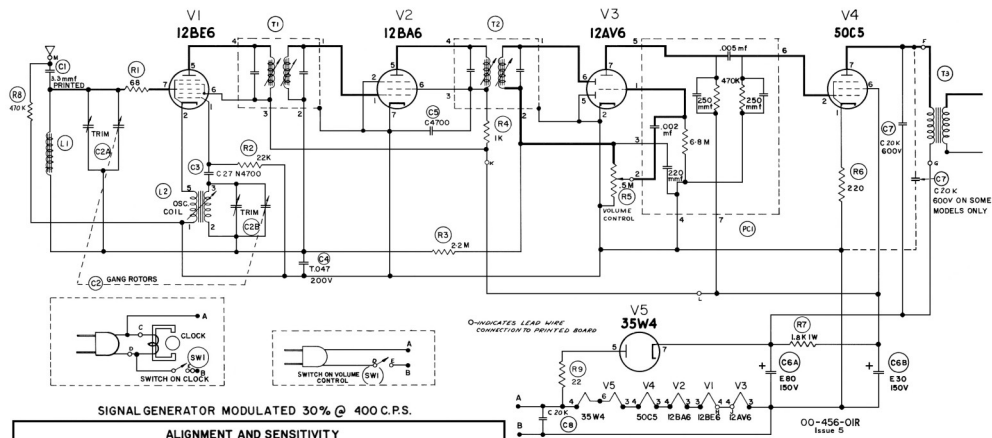 V1
12BE6
V2
12BA6
V3
12AV6
V4
50C5
T1
T2
T3
M
C1
3.3mmf
PRINTED
R1
68
R8
470K
L1
TRIM
C2A
C3
C 27 N4700
R2
22K
L2
OSC.
COIL
TRIM
C2B
C2
GANG ROTORS
C4
T.047
200V
R3
2.2 M
C5
C4700
R4
1K
K
.005 mf
470K
250
mmf
250
mmf
.002
mf
6.8 M
220
mmf
.5M
R5
VOLUME
CONTROL
PC1
R6
220
F
G
C7
C 20 K
600V
C7
C 20 K
600V ON SOME
MODELS ONLY
L
O-INDICATES LEAD WIRE
CONNECTION TO PRINTED BOARD
V5
35W4
R9
22
R7
1.8K 1W
C6A
E80
150V
C6B
E30
150V
C
CLOCK
SW1
SWITCH ON CLOCK
A
B
SWITCH ON VOLUME
CONTROL
SW1
D
E
A
B
A
B
C 20K
C8
V5
V4
V2
V1
V3
35W4
50C5
12BA6
12BE6
12AV6
00-456-01R
Issue 5
SIGNAL GENERATOR MODULATED 30% @ 400 C.P.S.
ALIGNMENT AND SENSITIVITY